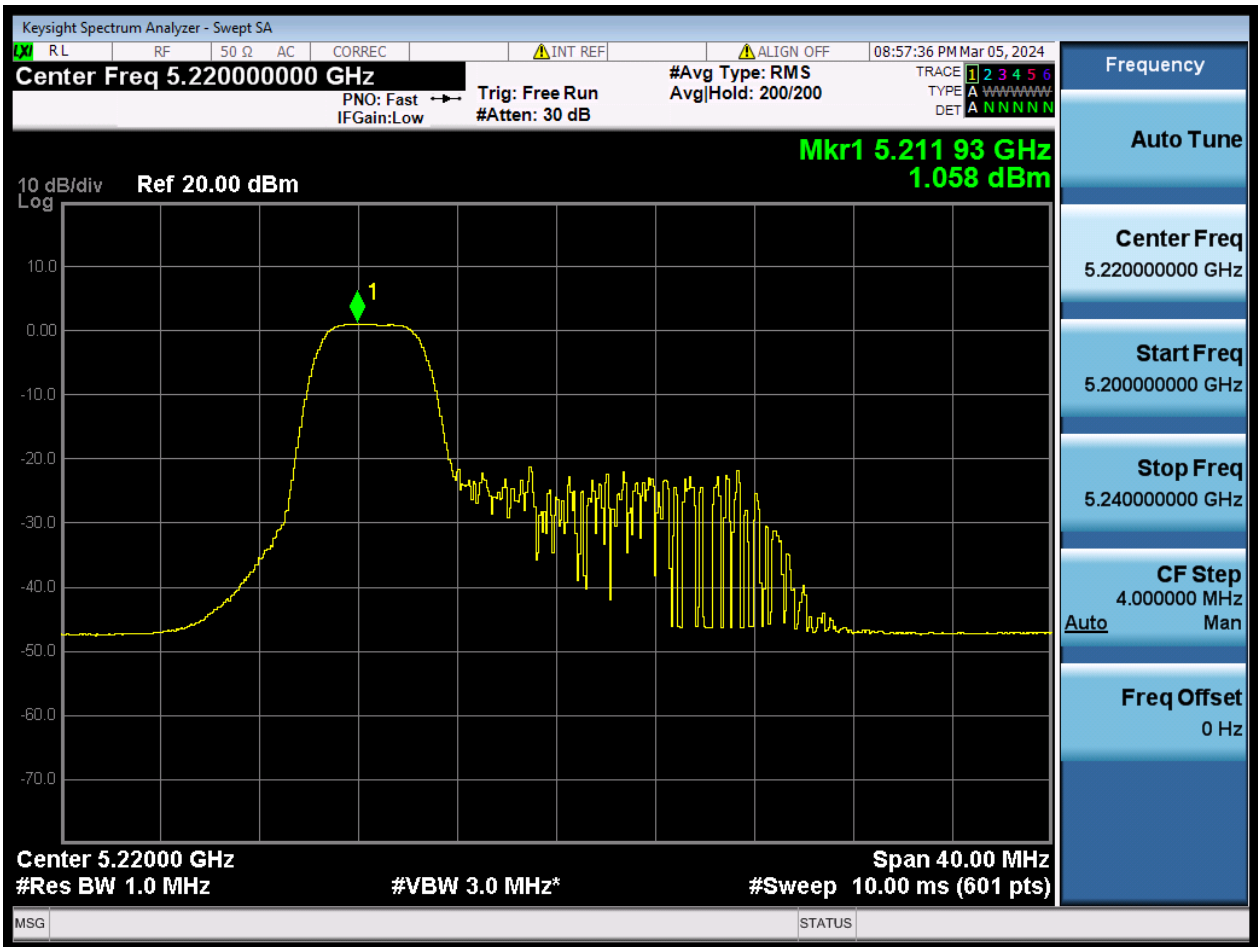 Keysight Spectrum Analyzer - Swept SA
LXI RL RF 50 Ω AC CORREC INT REF ALIGN OFF 08:57:36 PM Mar 05, 2024
Center Freq 5.220000000 GHz
PNO: Fast
IFGain:Low
Trig: Free Run
#Atten: 30 dB
#Avg Type: RMS
Avg|Hold: 200/200
TRACE 1 2 3 4 5 6
TYPE A WWWWW
DET A N N N N N
Mkr1 5.211 93 GHz
1.058 dBm
10 dB/div Ref 20.00 dBm
Log
1
10.0
0.00
-10.0
-20.0
-30.0
-40.0
-50.0
-60.0
-70.0
Center 5.22000 GHz Span 40.00 MHz
#Res BW 1.0 MHz #VBW 3.0 MHz* #Sweep 10.00 ms (601 pts)
MSG STATUS
Frequency
Auto Tune
Center Freq
5.220000000 GHz
Start Freq
5.200000000 GHz
Stop Freq
5.240000000 GHz
CF Step
4.000000 MHz
Auto Man
Freq Offset
0 Hz